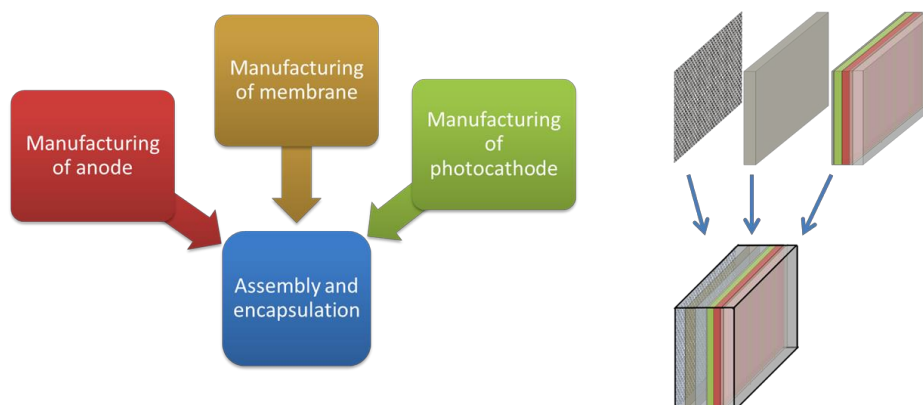 Manufacturing
of membrane
Manufacturing
of anode
Manufacturing
of
photocathode
Assembly and
encapsulation